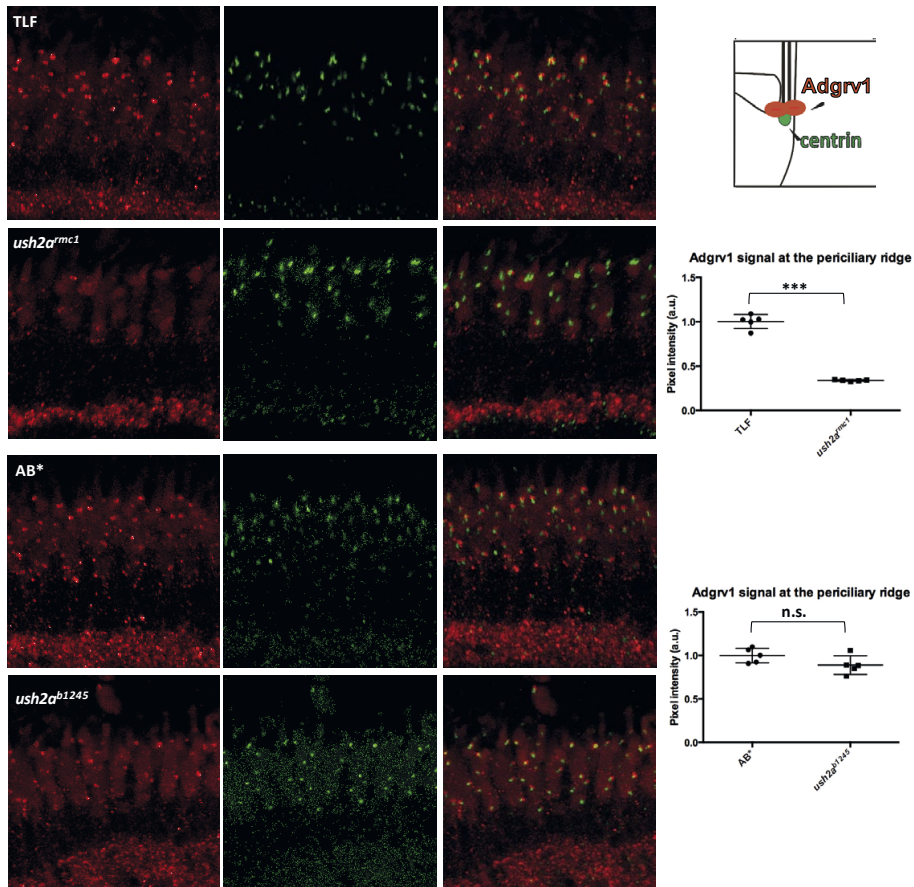 TLF
Adgrv1
centrin
ush2a^rmc1
Adgrv1 signal at the periciliary ridge
1.5
***
1.0
0.5
0.0
Pixel intensity (a.u.)
TLF
ush2a^rmc1
AB*
Adgrv1 signal at the periciliary ridge
1.5
n.s.
1.0
0.5
0.0
Pixel intensity (a.u.)
AB*
ush2a^b1245
ush2a^b1245